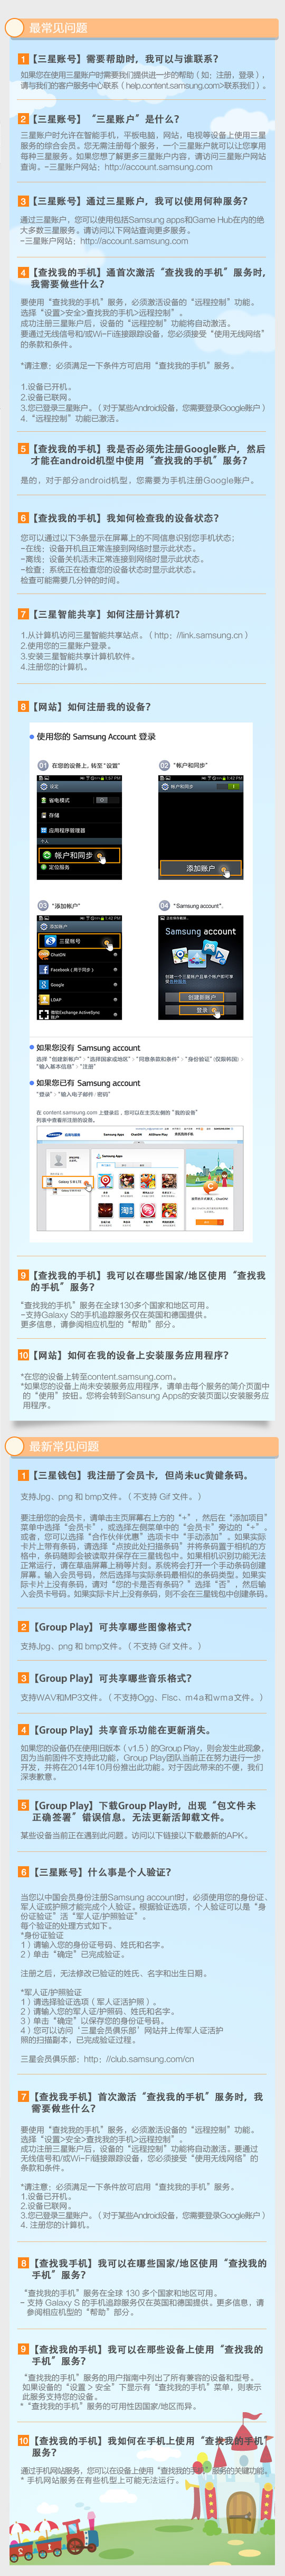 最常见问题
1【三星账号】需要帮助时，我可以与谁联系？
如果您在使用三星账户时需要我们提供进一步的帮助（如：注册，登录），
请与我们的客户服务中心联系（help.content.samsung.com>联系我们）。
2【三星账号】“三星账户”是什么？
三星账户时允许在智能手机，平板电脑，网站，电视等设备上使用三星
服务的综合会员。您无需注册每个服务，一个三星账户就可以让您享用
每种三星服务。如果您想了解更多三星账户内容，请访问三星账户网站
查询。-三星账户网站：http://account.samsung.com
3【三星账号】通过三星账户，我可以使用何种服务？
通过三星账户，您可以使用包括Samsung apps和Game Hub在内的绝
大多数三星服务。请访问以下网站查询更多服务。
-三星账户网站：http://account.samsung.com
4【查找我的手机】通首次激活“查找我的手机”服务时，
我需要做些什么？
要使用“查找我的手机”服务，必须激活设备的“远程控制”功能。
选择“设置>安全>查找我的手机>远程控制”。
成功注册三星账户后，设备的“远程控制”功能将自动激活。
要通过无线信号和/或Wi-Fi连接跟踪设备，您必须接受“使用无线网络”
的条款和条件。
*请注意：必须满足一下条件方可启用“查找我的手机”服务。
1.设备已开机。
2.设备已联网。
3.您已登录三星账户。（对于某些Android设备，您需要登录Google账户）
4.“远程控制”功能已激活。
5【查找我的手机】我是否必须先注册Google账户，然后
才能在android机型中使用“查找我的手机”服务？
是的，对于部分android机型，您需要为手机注册Google账户。
6【查找我的手机】我如何检查我的设备状态？
您可以通过以下3条显示在屏幕上的不同信息识别您手机状态；
-在线：设备开机且正常连接到网络时显示此状态。
-离线：设备关机活未正常连接到网络时显示此状态。
-检查：系统正在检查您的设备状态时显示此状态。
检查可能需要几分钟的时间。
7【三星智能共享】如何注册计算机？
1.从计算机访问三星智能共享站点。（http：//link.samsung.cn）
2.使用您的三星账户登录。
3.安装三星智能共享计算机软件。
4.注册您的计算机。
8【网站】如何注册我的设备？
使用您的 Samsung Account 登录
01 在您的设备上，转至“设置”
02 “帐户和同步”
设定
省电模式
存储
应用程序管理器
个人
帐户和同步
定位服务
帐户和同步
添加账户
03 “添加帐户”
04 “Samsung account”.
添加账户
三星帐号
ChatON
Facebook（用于同步）
Google
LDAP
微软Exchange ActiveSync
账户
Samsung account
创建新账户
登录
如果您没有 Samsung account
选择“创建新帐户”>“选择国家或地区”>“同意条款和条件”>“身份验证”(仅限韩国)>
“输入基本信息”>“注册”
如果您已有 Samsung account
“登录”>“输入电子邮件/密码”
在 content.samsung.com 上登录后，您可以在主页左侧的“我的设备”
列表中查看所注册的设备。
SAMSUNG
Samsung Apps
ChatON
AllShare Play
9【查找我的手机】我可以在哪些国家/地区使用“查找我
的手机”服务？
“查找我的手机”服务在全球130多个国家和地区可用。
-支持Galaxy S的手机追踪服务仅在英国和德国提供。
更多信息，请参阅相应机型的“帮助”部分。
10【网站】如何在我的设备上安装服务应用程序？
*在您的设备上转至content.samsung.com。
*如果您的设备上尚未安装服务应用程序，请单击每个服务的简介页面中
的“使用”按钮。您将会转到Sansung Apps的安装页面以安装服务应
用程序。
最新常见问题
1【三星钱包】我注册了会员卡，但尚未uc黄健条码。
支持Jpg、png 和 bmp文件。（不支持 Gif 文件。）
要注册您的会员卡，请单击主页屏幕右上方的“+”，然后在“添加项目”
菜单中选择“会员卡”，或选择左侧菜单中的“会员卡”旁边的“+”。
或者，您可以选择“合作伙伴优惠”选项卡中“手动添加”。如果实际
卡片上带有条码，请选择“点按此处扫描条码”并将条码置于相机的方
格中，条码随即会被读取并保存在三星钱包中。如果相机识别功能无法
正常运行，请在草庙屏幕上稍等片刻。系统将会打开一个手动条码创建
屏幕。输入会员号码，然后选择与实际条码最相似的条码类型，如果实
际卡片上没有条码，请对“您的卡是否有条码？”选择“否”，然后输
入会员卡号码。如果实际卡片上没有条码，则不会在三星钱包中创建条码。
2【Group Play】可共享哪些图像格式？
支持Jpg、png 和 bmp文件。（不支持 Gif 文件。）
3【Group Play】可共享哪些音乐格式？
支持WAV和MP3文件。（不支持Ogg、Flsc、m4a和wma文件。）
4【Group Play】共享音乐功能在更新消失。
如果您的设备仍在使用旧版本（v1.5）的Group Play，则会发生此现象，
因为当前固件不支持此功能，Group Play团队当前正在努力进行一步
开发，并将在2014年10月份推出此功能。对于因此带来的不便，我们
深表歉意。
5【Group Play】下载Group Play时，出现“包文件未
正确签署”错误信息。无法更新活卸载文件。
某些设备当前正在遇到此问题。访问以下链接以下载最新的APK。
6【三星账号】什么事是个人验证？
当您以中国会员身份注册Samsung account时，必须使用您的身份证、
军人证或护照才能完成个人验证。根据验证选项，个人验证可以是“身
份证验证”活“军人证/护照验证”。
每个验证的处理方式如下。
*身份证验证
1）请输入您的身份证号码、姓氏和名字。
2）单击“确定”已完成验证。
注册之后，无法修改已验证的姓氏、名字和出生日期。
*军人证/护照验证
1）请选择验证选项（军人证活护照）。
2）请输入您的军人证/护照码、姓氏和名字。
3）单击“确定”以保存您的身份证号码。
4）您可以访问‘三星会员俱乐部’网站并上传军人证活护
照的扫描副本，已完成验证过程。
三星会员俱乐部：http：//club.samsung.com/cn
7【查找我手机】首次激活“查找我的手机”服务时，我
需要做些什么？
要使用“查找我的手机”服务，必须激活设备的“远程控制”功能。
选择“设置>安全>查找我的手机>远程控制”。
成功注册三星账户后，设备的“远程控制”功能将自动激活。要通过
无线信号和/或Wi-Fi链接跟踪设备，您必须接受“使用无线网络”的
条款和条件。
*请注意：必须满足一下条件放可启用“查找我的手机”服务。
1.设备已开机。
2.设备已联网。
3.您已登录三星账户。（对于某些Android设备，您需要登录Google账户）
4. 注册您的计算机。
8【查找我手机】我可以在哪些国家/地区使用“查找我的
手机”服务？
“查找我的手机”服务在全球 130 多个国家和地区可用。
- 支持 Galaxy S 的手机追踪服务仅在英国和德国提供。更多信息，请
参阅相应机型的“帮助”部分。
9【查找我的手机】我可以在那些设备上使用“查找我的
手机”服务？
“查找我的手机”服务的用户指南中列出了所有兼容的设备和型号。
如果设备的“设置 > 安全”下显示有“查找我的手机”菜单，则表示
此服务支持您的设备。
*“查找我的手机”服务的可用性因国家/地区而异。
10【查找我的手机】我如何在手机上使用“查找我的手机”
服务？
通过手机网站服务，您可以在设备上使用“查找我的手机”服务的关键功能。
* 手机网站服务在有些机型上可能无法运行。